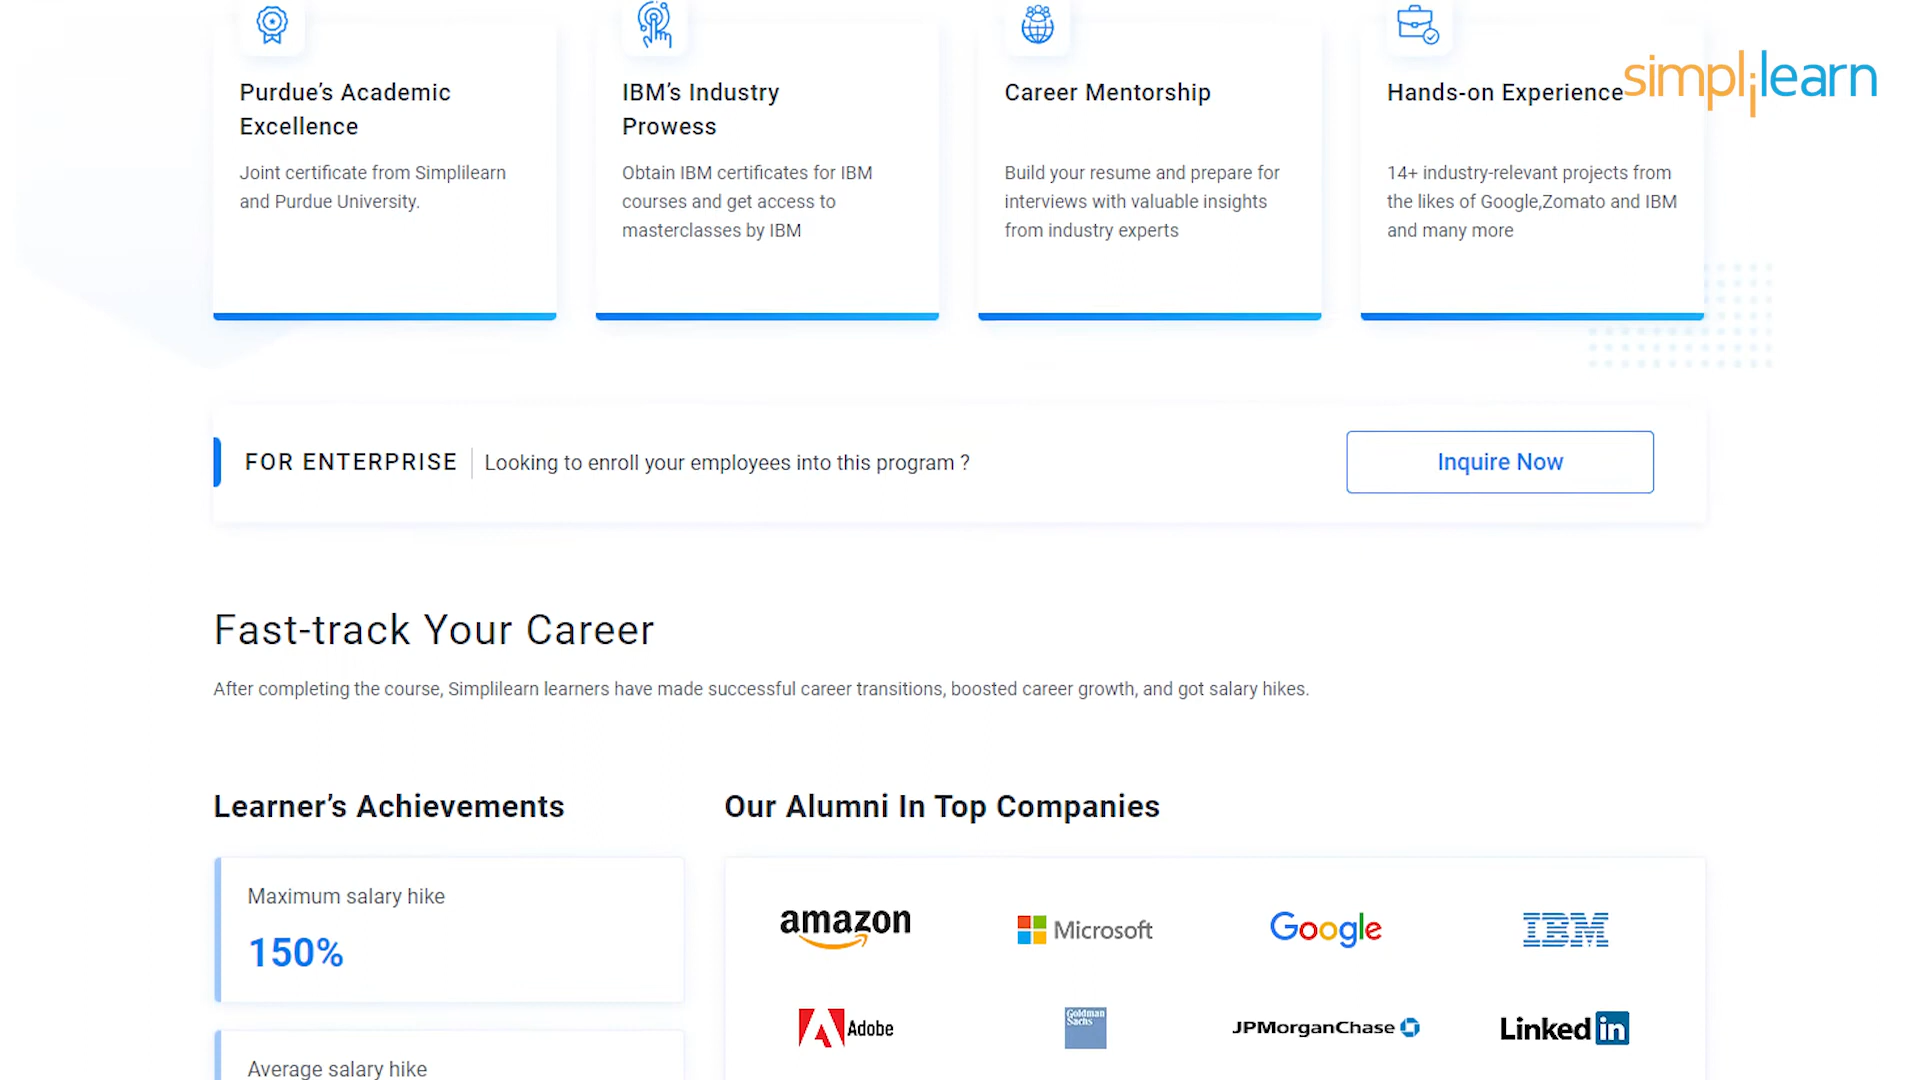 simplilearn
Purdue’s Academic
Excellence
Joint certificate from Simplilearn
and Purdue University.
IBM’s Industry
Prowess
Obtain IBM certificates for IBM
courses and get access to
masterclasses by IBM
Career Mentorship
Build your resume and prepare for
interviews with valuable insights
from industry experts
Hands-on Experience
14+ industry-relevant projects from
the likes of Google,Zomato and IBM
and many more
FOR ENTERPRISE Looking to enroll your employees into this program ?
Inquire Now
Fast-track Your Career
After completing the course, Simplilearn learners have made successful career transitions, boosted career growth, and got salary hikes.
Learner’s Achievements
Maximum salary hike
150%
Average salary hike
Our Alumni In Top Companies
amazon Microsoft Google IBM
Adobe Goldman
Sachs
JPMorganChase LinkedIn